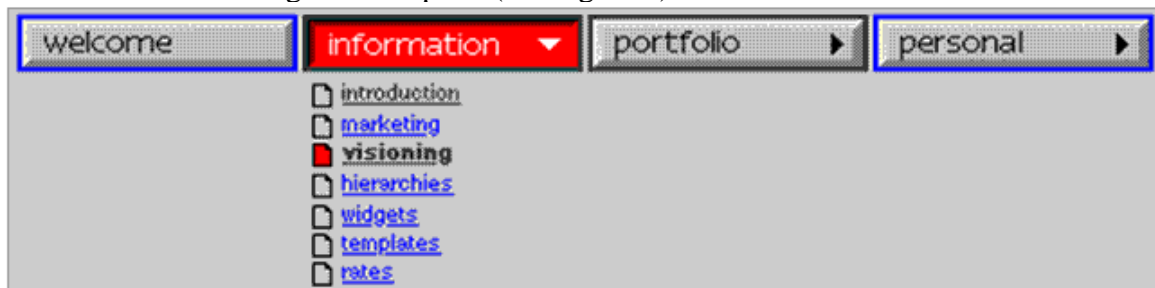 welcome information portfolio personal
introduction
marketing
visioning
hierarchies
widgets
templates
rates